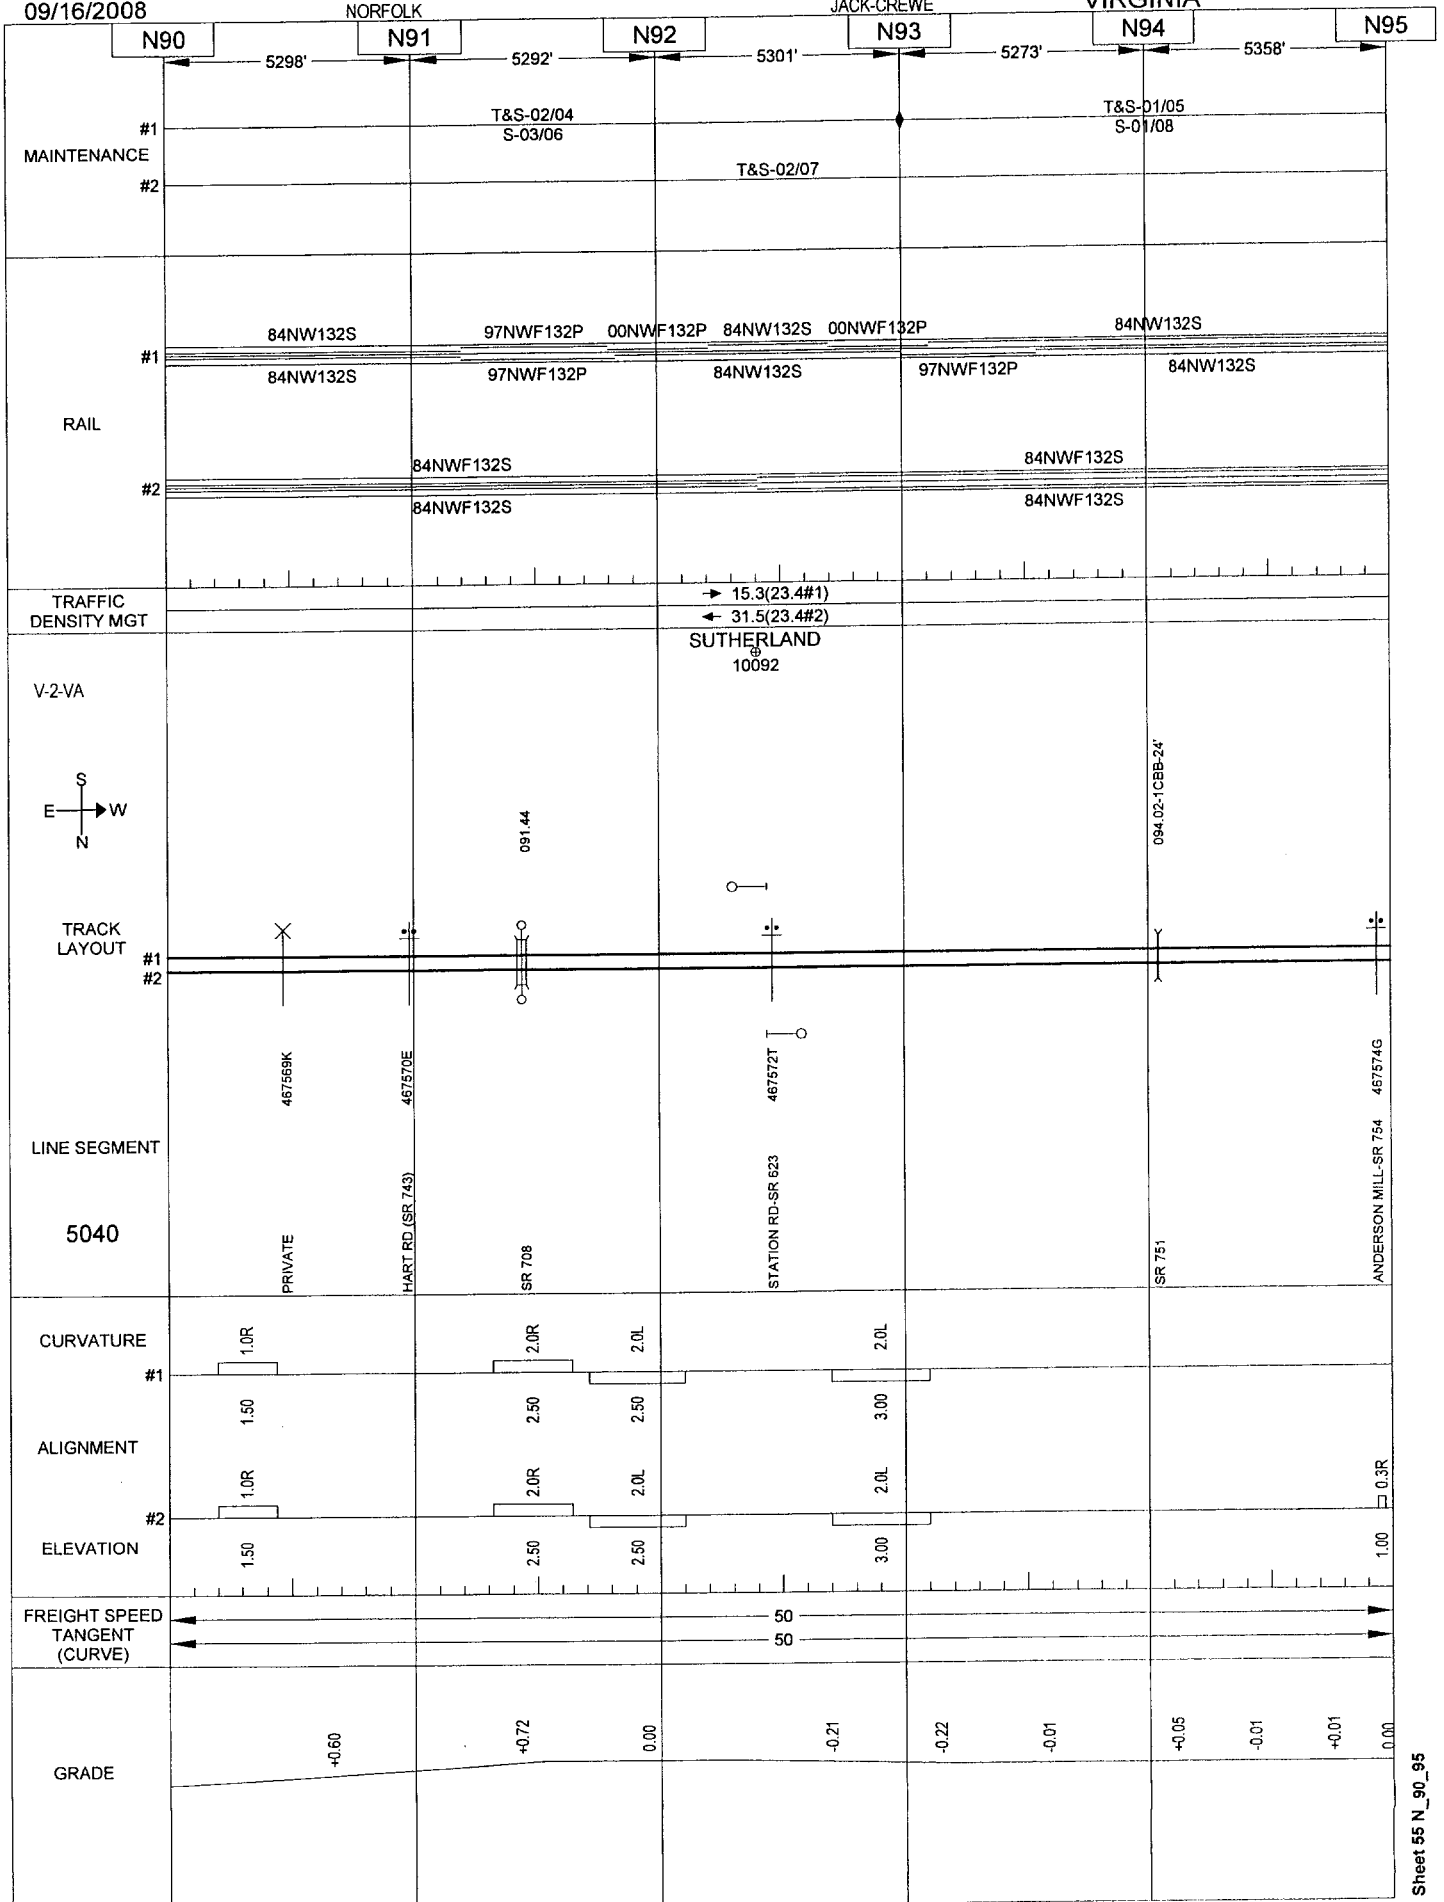 09/16/2008 NORFOLK JACK-CREWE VIRGINIA
N90 N91 N92 N93 N94 N95
5298' 5292' 5301' 5273' 5358'
MAINTENANCE
#1 T&S-02/04 T&S-01/05
S-03/06 S-01/08
#2 T&S-02/07
RAIL
84NW132S 97NWF132P 00NWF132P 84NW132S 00NWF132P 84NW132S
#1
84NW132S 97NWF132P 84NW132S 97NWF132P 84NW132S
84NWF132S 84NWF132S
#2
84NWF132S 84NWF132S
TRAFFIC
DENSITY MGT
15.3(23.4#1)
31.5(23.4#2)
SUTHERLAND
10092
V-2-VA
S
E W
N
091.44
094.02-1CBB-24'
TRACK
LAYOUT
#1
#2
467569K
467570E
467572T
467574G
LINE SEGMENT
5040
PRIVATE
HART RD (SR 743)
SR 708
STATION RD-SR 623
SR 751
ANDERSON MILL-SR 754
CURVATURE
1.0R 2.0R 2.0L 2.0L
#1
1.50 2.50 2.50 3.00
ALIGNMENT
1.0R 2.0R 2.0L 2.0L 0.3R
#2
ELEVATION
1.50 2.50 2.50 3.00 1.00
FREIGHT SPEED
TANGENT
(CURVE)
50
50
GRADE
+0.60 +0.72 0.00 -0.21 -0.22 -0.01 +0.05 -0.01 +0.01 0.00
Sheet 55 N_90_95